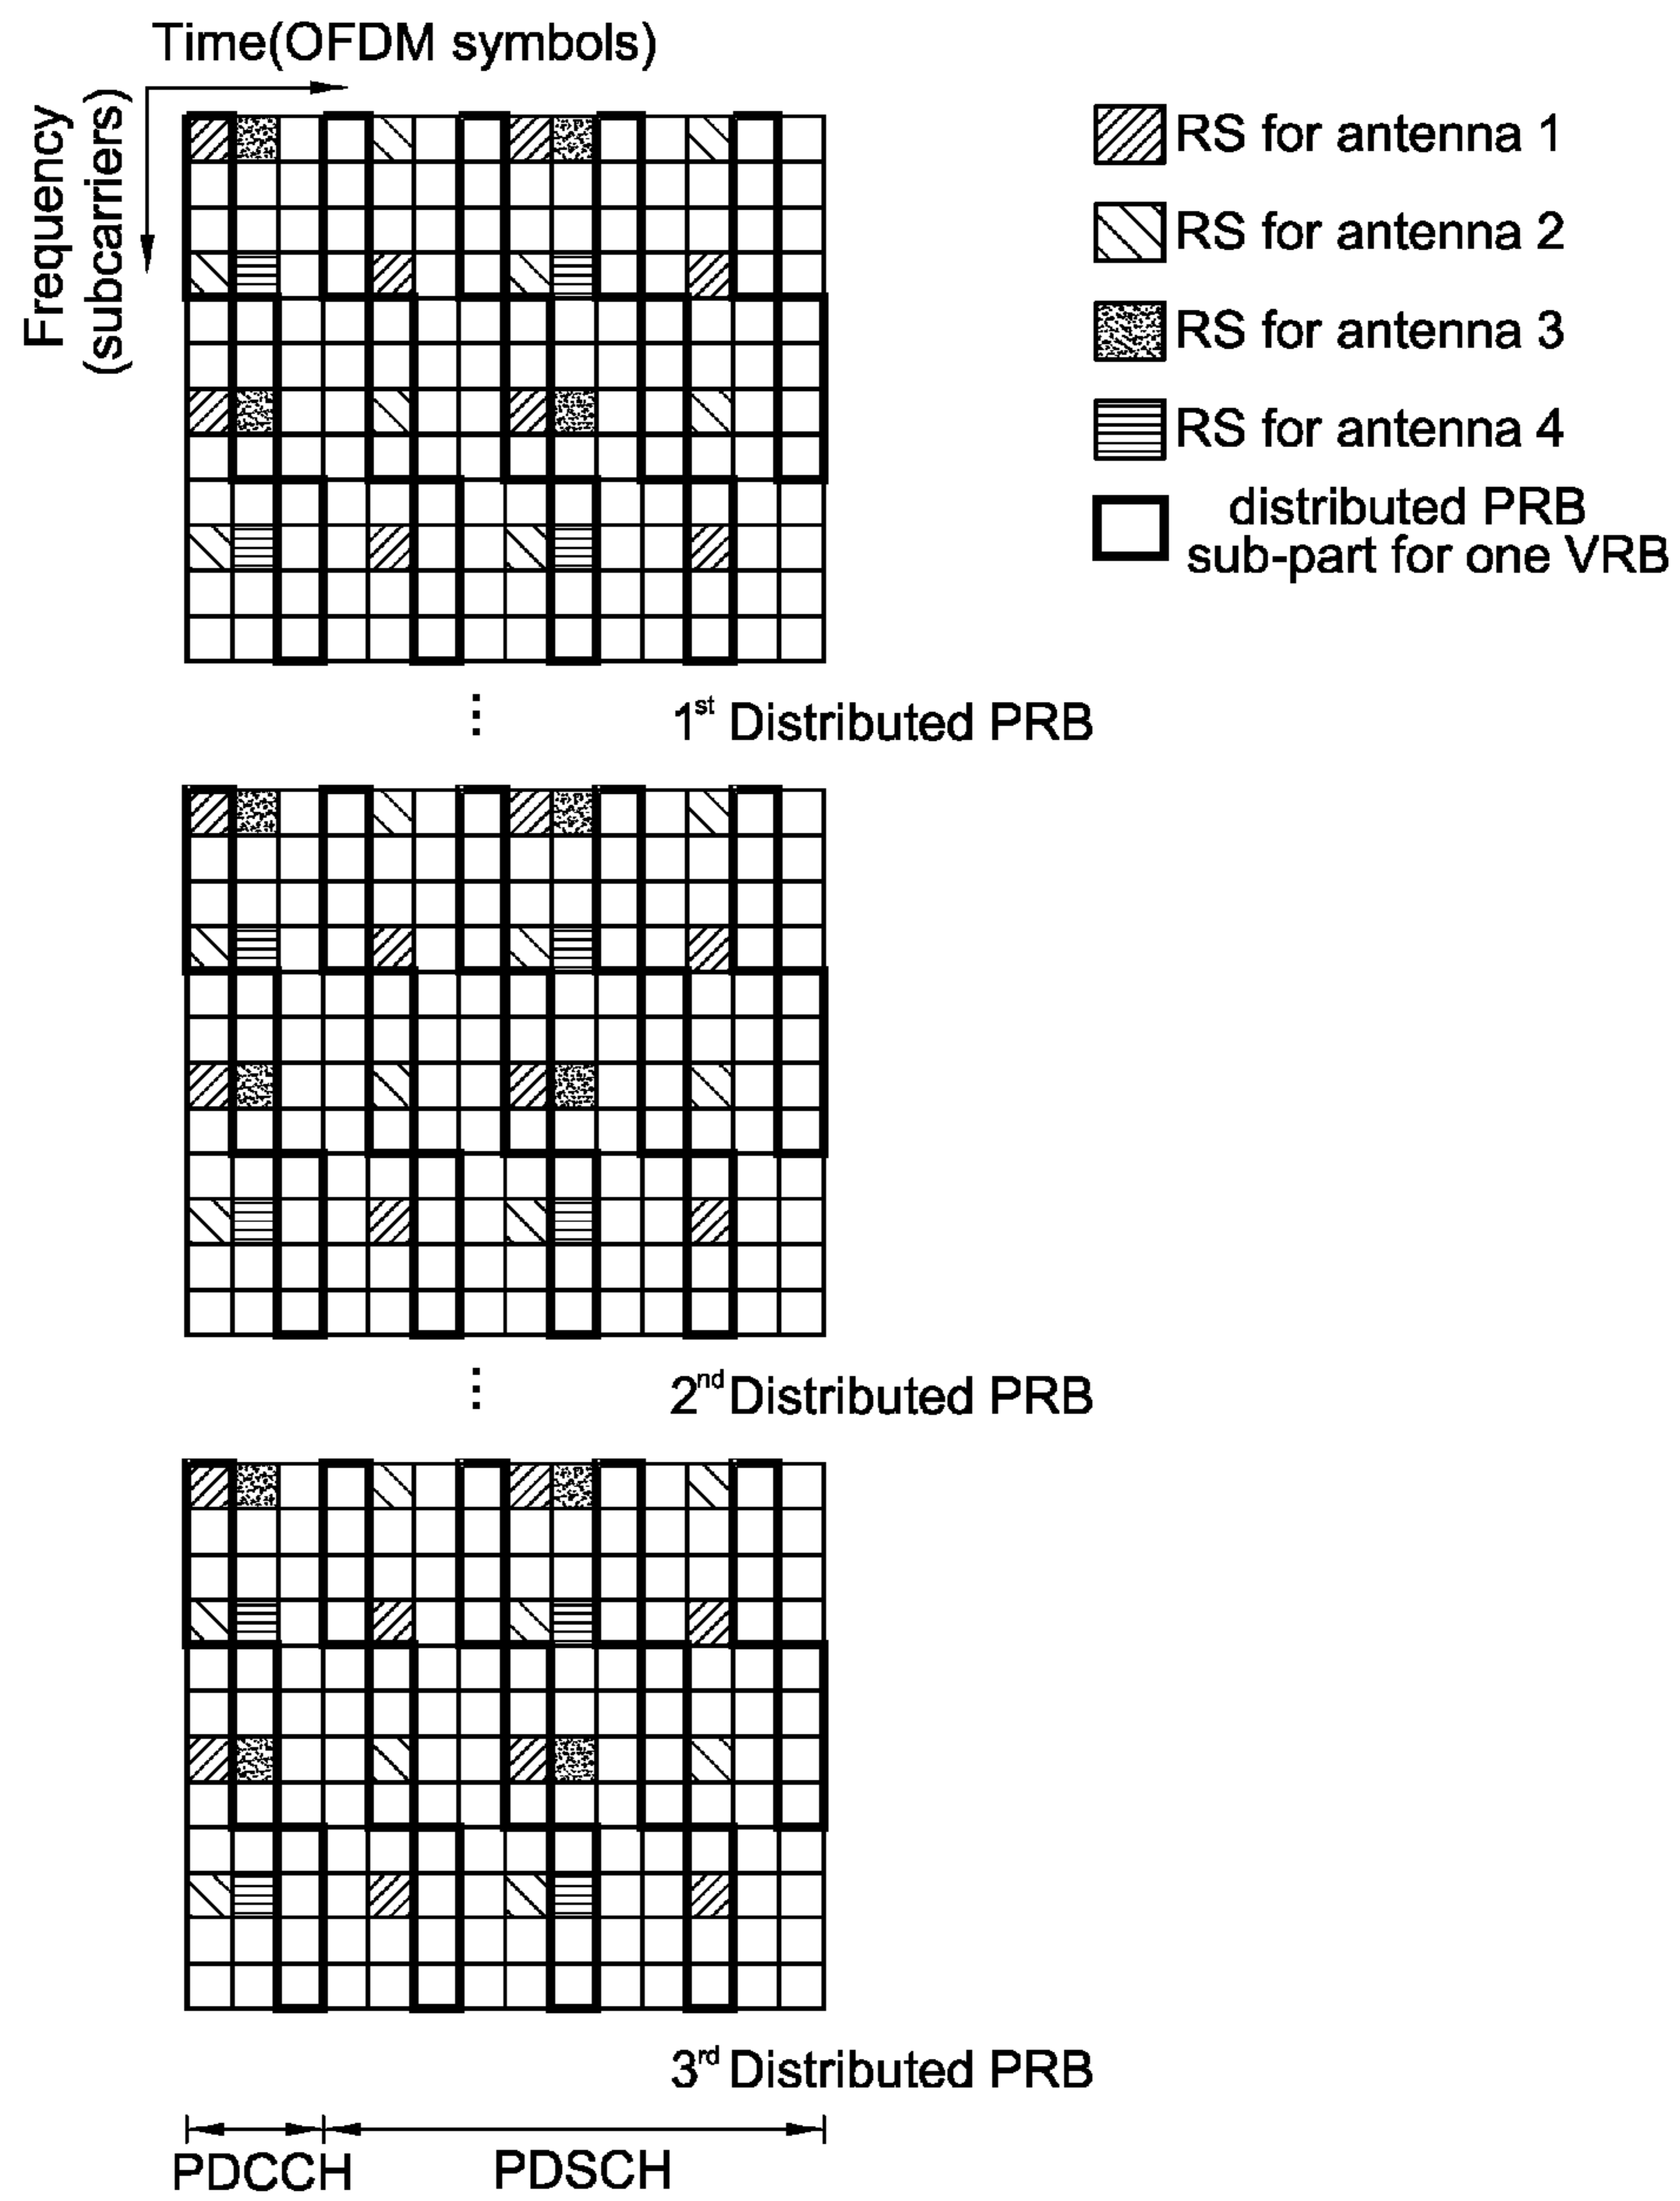 Time(OFDM symbols)
Frequency
(subcarriers)
RS for antenna 1
RS for antenna 2
RS for antenna 3
RS for antenna 4
distributed PRB
sub-part for one VRB
1st Distributed PRB
2nd Distributed PRB
3rd Distributed PRB
PDCCH
PDSCH